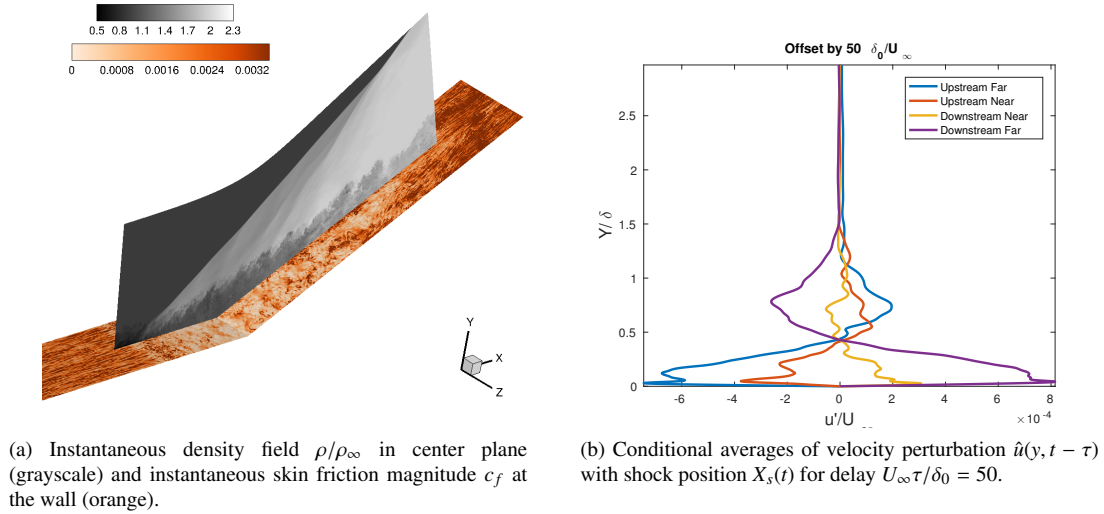 0.5 0.8 1.1 1.4 1.7 2 2.3
0 0.0008 0.0016 0.0024 0.0032
Y
X
Z
(a) Instantaneous density field ρ/ρ∞ in center plane
(grayscale) and instantaneous skin friction magnitude c_f at
the wall (orange).
Offset by 50 δ₀/U ∞
Upstream Far
Upstream Near
Downstream Near
Downstream Far
Y/ δ
2.5
2
1.5
1
0.5
0
-6 -4 -2 0 2 4 6 8
u'/U ∞
×10⁻⁴
(b) Conditional averages of velocity perturbation û(y, t − τ)
with shock position X_s(t) for delay U∞τ/δ₀ = 50.